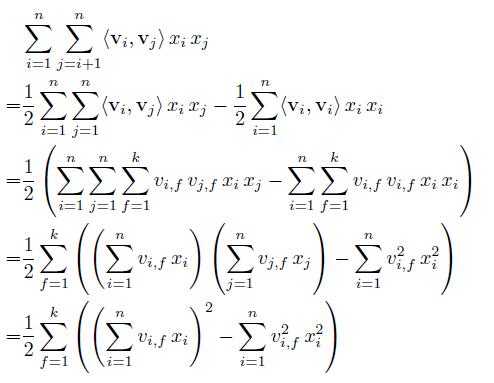 \sum_{i=1}^{n} \sum_{j=i+1}^{n} \langle \mathbf{v}_i, \mathbf{v}_j \rangle x_i x_j
= \frac{1}{2} \sum_{i=1}^{n} \sum_{j=1}^{n} \langle \mathbf{v}_i, \mathbf{v}_j \rangle x_i x_j - \frac{1}{2} \sum_{i=1}^{n} \langle \mathbf{v}_i, \mathbf{v}_i \rangle x_i x_i
= \frac{1}{2} \left( \sum_{i=1}^{n} \sum_{j=1}^{n} \sum_{f=1}^{k} v_{i,f} v_{j,f} x_i x_j - \sum_{i=1}^{n} \sum_{f=1}^{k} v_{i,f} v_{i,f} x_i x_i \right)
= \frac{1}{2} \sum_{f=1}^{k} \left( \left( \sum_{i=1}^{n} v_{i,f} x_i \right) \left( \sum_{j=1}^{n} v_{j,f} x_j \right) - \sum_{i=1}^{n} v_{i,f}^2 x_i^2 \right)
= \frac{1}{2} \sum_{f=1}^{k} \left( \left( \sum_{i=1}^{n} v_{i,f} x_i \right)^2 - \sum_{i=1}^{n} v_{i,f}^2 x_i^2 \right)